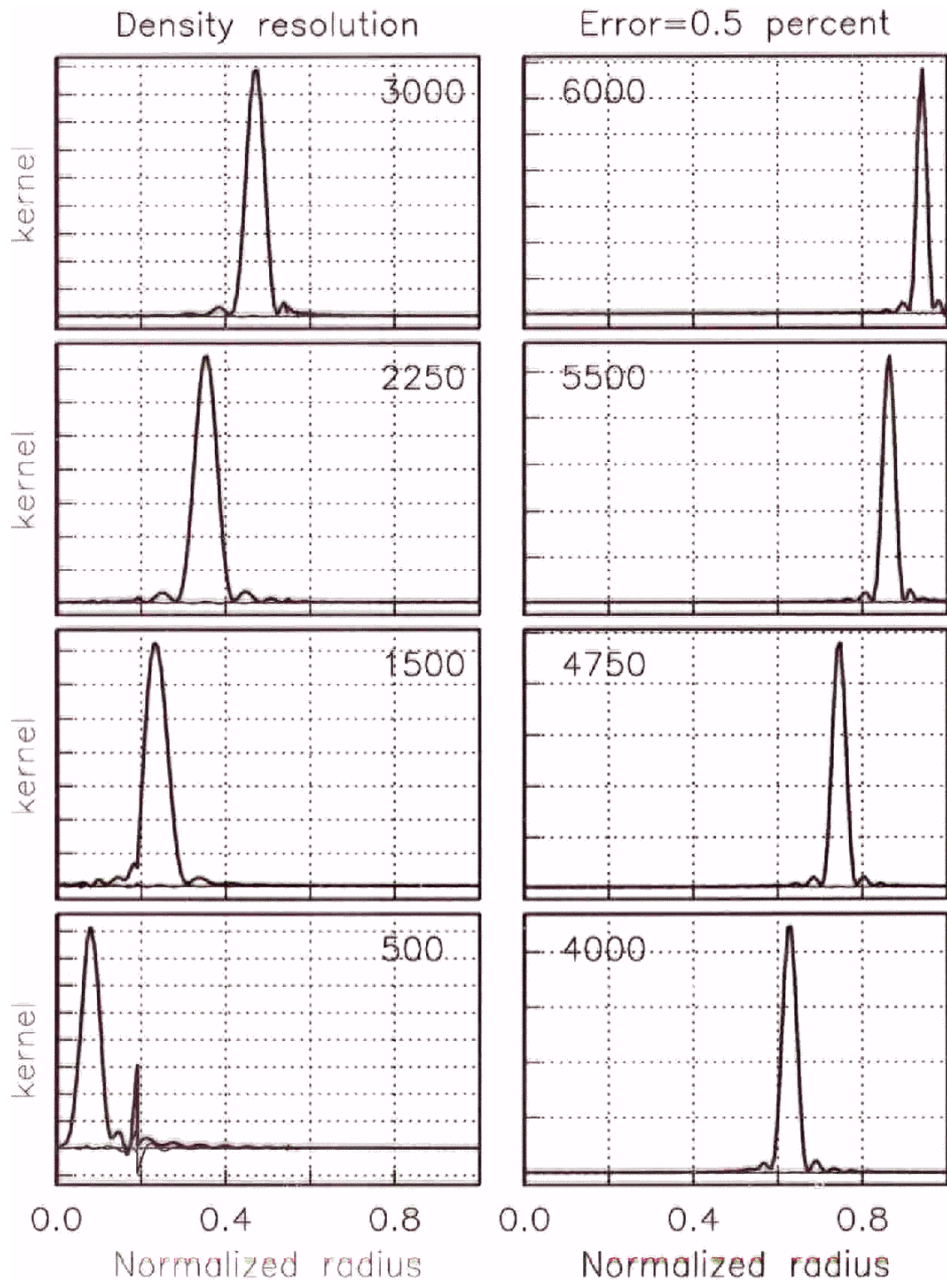 Density resolution
Error=0.5 percent
kernel
3000
6000
kernel
2250
5500
kernel
1500
4750
kernel
500
4000
0.0 0.4 0.8
0.0 0.4 0.8
Normalized radius
Normalized radius